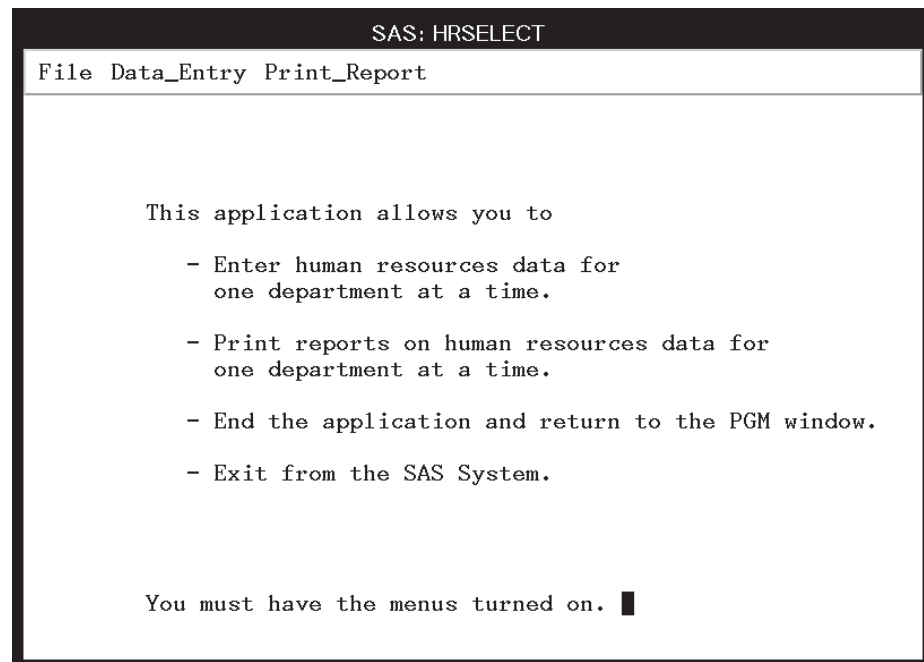 SAS: HRSELECT
File Data_Entry Print_Report
This application allows you to
- Enter human resources data for
one department at a time.
- Print reports on human resources data for
one department at a time.
- End the application and return to the PGM window.
- Exit from the SAS System.
You must have the menus turned on.